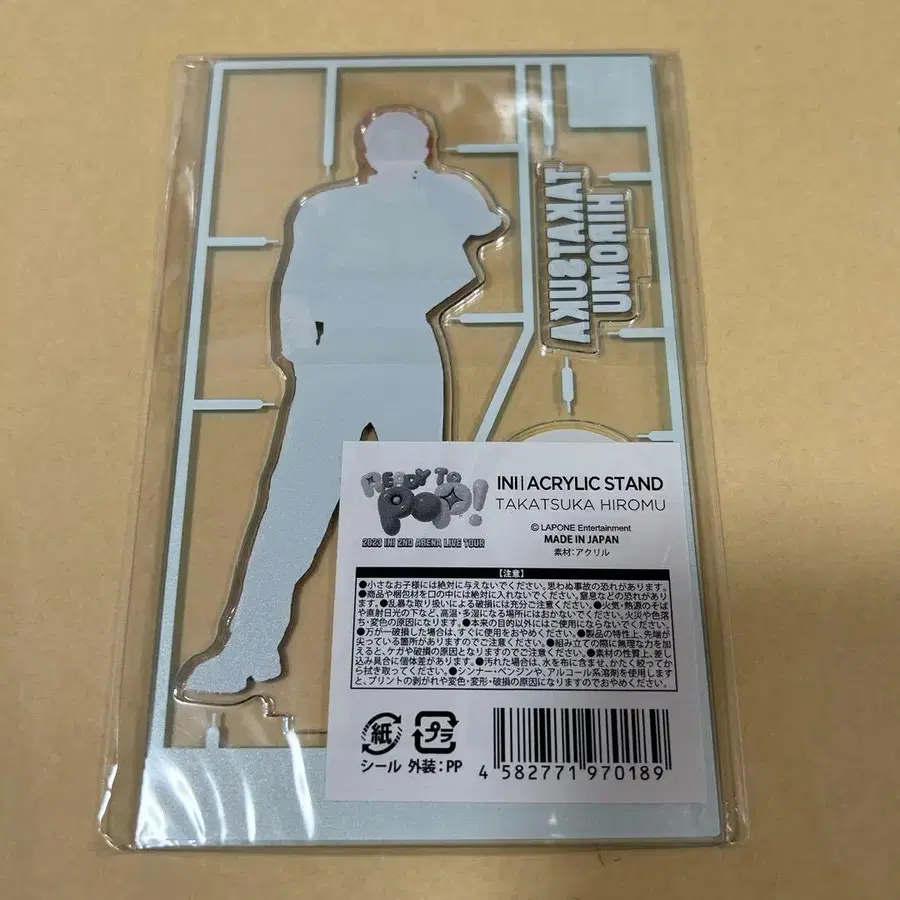 HIROMU
TAKATSUKA
READY TO
POP!
2023 INI 2ND ARENA LIVE TOUR
INI | ACRYLIC STAND
TAKATSUKA HIROMU
© LAPONE Entertainment
MADE IN JAPAN
素材:アクリル
【注意】
●小さなお子様には絶対に与えないでください。思わぬ事故の恐れがあります。
●商品や梱包材を口の中には絶対に入れないでください。窒息などの恐れがあり
ます。●乱暴な取り扱いによる破損には充分ご注意ください。●火気・熱源のそば
や直射日光の下など、高温・多湿になる場所にはおかないでください。火災や色落
ち・変色の原因になります。●本来の目的以外にはご使用にならないでください。
●万が一破損した場合は、すぐに使用をおやめください。●製品の特性上、先端が
尖っている箇所がありますのでご注意ください。●組み立ての際に無理な力を加
えると、ケガや破損の原因となりますのでご注意ください。●素材の性質上、差し
込み具合に個体差があります。●汚れた場合は、水を布に含ませ、かたく絞ってか
ら拭き取ってください。●シンナー・ベンジンや、アルコール系溶剤を使用します
と、プリントの剥がれや変色・変形・破損の原因になりますのでおやめください。
紙 プラ
シール 外装:PP
4 582771 970189